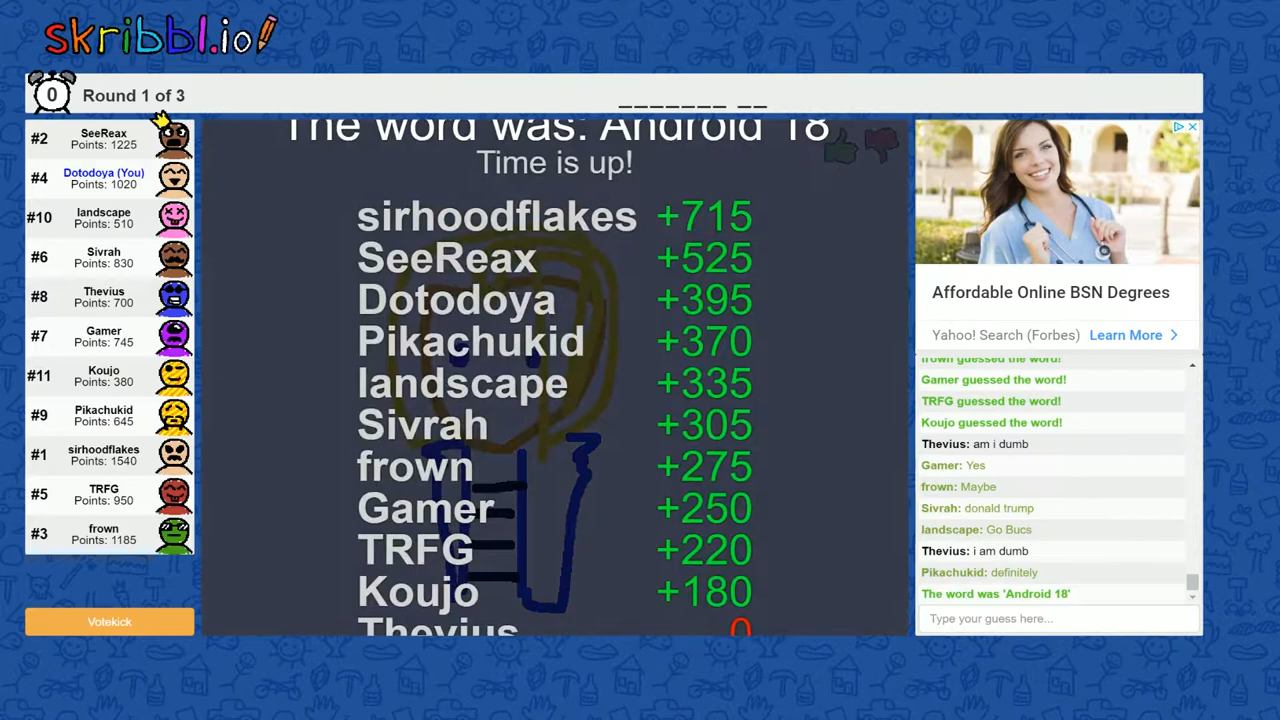 skribbl.io!
0
Round 1 of 3
_______ __
#2
SeeReax
Points: 1225
#4
Dotodoya (You)
Points: 1020
#10
landscape
Points: 510
#6
Sivrah
Points: 830
#8
Thevius
Points: 700
#7
Gamer
Points: 745
#11
Koujo
Points: 380
#9
Pikachukid
Points: 645
#1
sirhoodflakes
Points: 1540
#5
TRFG
Points: 950
#3
frown
Points: 1185
Votekick
The word was: Android 18
Time is up!
sirhoodflakes +715
SeeReax +525
Dotodoya +395
Pikachukid +370
landscape +335
Sivrah +305
frown +275
Gamer +250
TRFG +220
Koujo +180
Thevius 0
Affordable Online BSN Degrees
Yahoo! Search (Forbes) Learn More >
frown guessed the word!
Gamer guessed the word!
TRFG guessed the word!
Koujo guessed the word!
Thevius: am i dumb
Gamer: Yes
frown: Maybe
Sivrah: donald trump
landscape: Go Bucs
Thevius: i am dumb
Pikachukid: definitely
The word was 'Android 18'
Type your guess here...